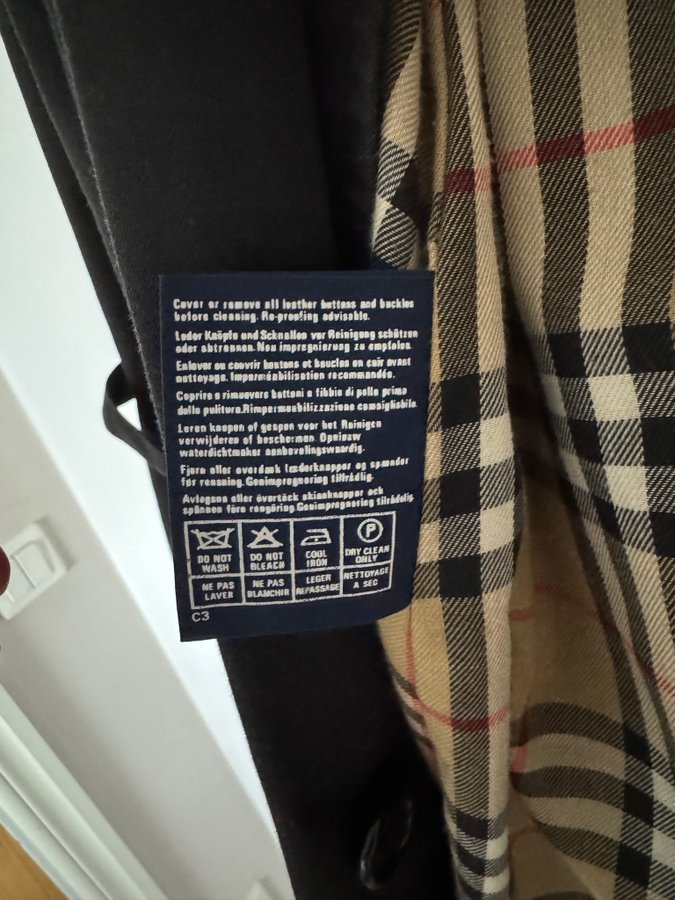 Cover or remove all leather buttons and buckles
before cleaning. Re-proofing advisable.
Leder Knöpfe und Schnallen vor Reinigung schützen
oder abtrennen. Neu impregnierung zu empfolen.
Enlever ou couvrir boutons et boucles en cuir avant
nettoyage. Imperméabilisation recommandée.
Coprire o rimuovere bottoni e fibbie di pelle prima
della pulitura. Rimpermeabilizzazione consigliabile.
Leren knopen of gespen voor het Reinigen
verwijderen of beschermen. Opnieuw
waterdichtmaken aanbevelingswaardig.
Fjern eller overdæk læderknapper og spænder
før rensning. Genimprægnering tilrådlig.
Avlägsna eller övertäck skinnknappar och
spännen före rengöring. Genimpregnering tillrådlig.
DO NOT WASH
DO NOT BLEACH
COOL IRON
P
DRY CLEAN ONLY
NE PAS LAVER
NE PAS BLANCHIR
LEGER REPASSAGE
NETTOYAGE A SEC
C3